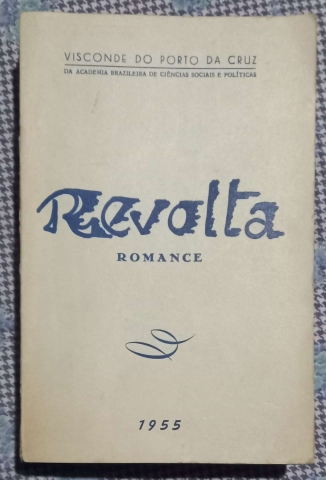 VISCONDE DO PORTO DA CRUZ
DA ACADEMIA BRAZILEIRA DE CIÊNCIAS SOCIAIS E POLÍTICAS
Revolta
ROMANCE
1955